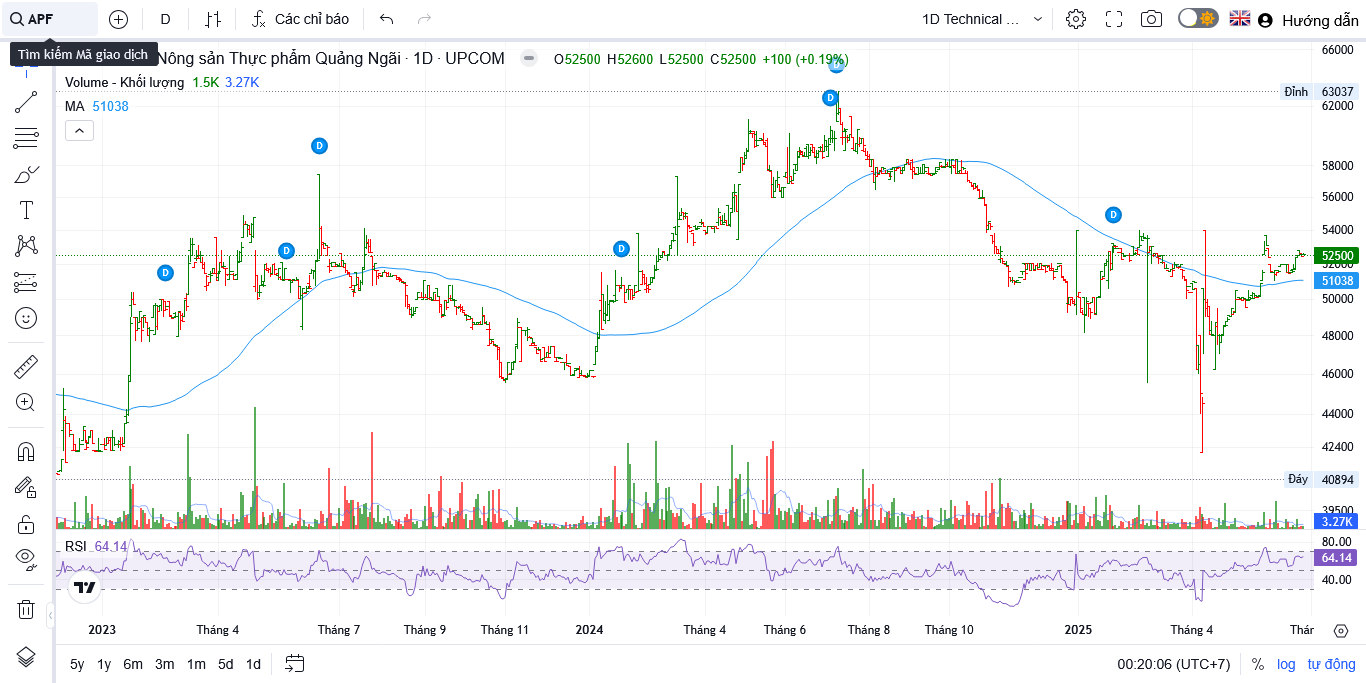 APF
D
Các chỉ báo
1D Technical ...
Hướng dẫn
Tìm kiếm Mã giao dịch
Nông sản Thực phẩm Quảng Ngãi · 1D · UPCOM
O52500 H52600 L52500 C52500 +100 (+0.19%)
Volume - Khối lượng 1.5K 3.27K
MA 51038
D
D
D
D
D
D
D
66000
Đỉnh 63037
62000
58000
56000
54000
52500
52000
51038
50000
48000
46000
44000
42400
Đáy 40894
39500
3.27K
RSI 64.14
80.00
64.14
40.00
2023 Tháng 4 Tháng 7 Tháng 9 Tháng 11 2024 Tháng 4 Tháng 6 Tháng 8 Tháng 10 2025 Tháng 4 Thár
5y 1y 6m 3m 1m 5d 1d
00:20:06 (UTC+7) % log tự động